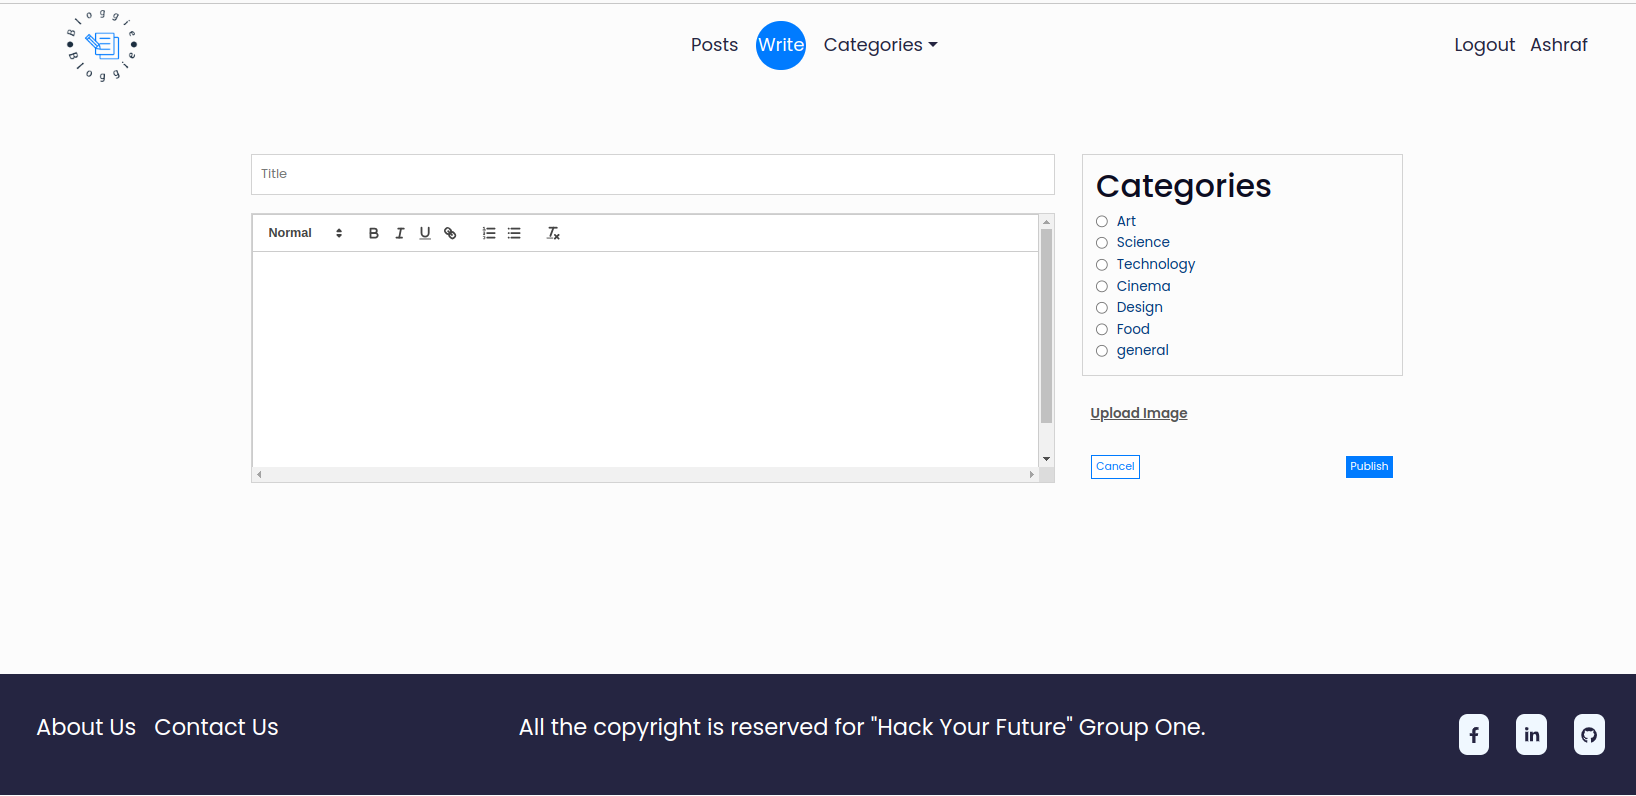 Bloggie
Bloggie
Posts Write Categories
Logout Ashraf
Title
Normal B I U
Categories
Art
Science
Technology
Cinema
Design
Food
general
Upload Image
Cancel Publish
About Us Contact Us
All the copyright is reserved for "Hack Your Future" Group One.
f in